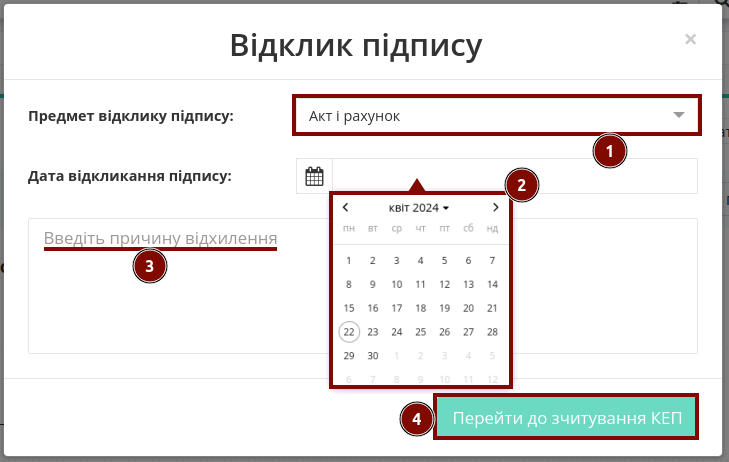 Відклик підпису
×
Предмет відклику підпису:
Акт і рахунок
1
Дата відкликання підпису:
2
квіт 2024
пн вт ср чт пт сб нд
1 2 3 4 5 6 7
8 9 10 11 12 13 14
15 16 17 18 19 20 21
22 23 24 25 26 27 28
29 30 1 2 3 4 5
6 7 8 9 10 11 12
Введіть причину відхилення
3
4
Перейти до зчитування КЕП